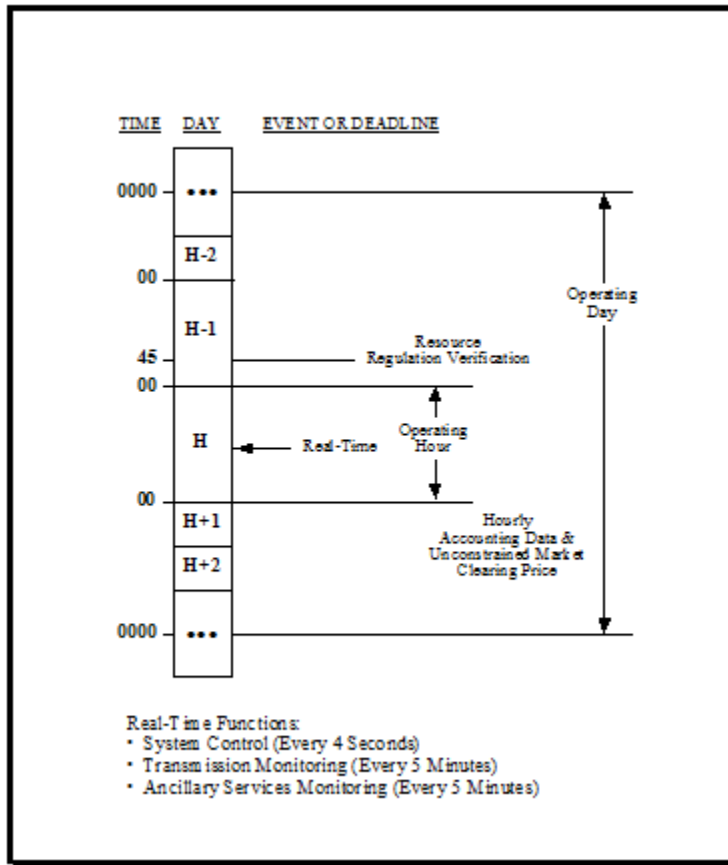 TIME DAY EVENT OR DEADLINE
0000 •••
H-2
00
H-1
Resource
45 Regulation Verification
00
Operating
Day
H Real-Time Operating
Hour
00
H+1 Hourly
Accounting Data &
Unconstrained Market
H+2 Clearing Price
0000 •••
Real-Time Functions:
• System Control (Every 4 Seconds)
• Transmission Monitoring (Every 5 Minutes)
• Ancillary Services Monitoring (Every 5 Minutes)